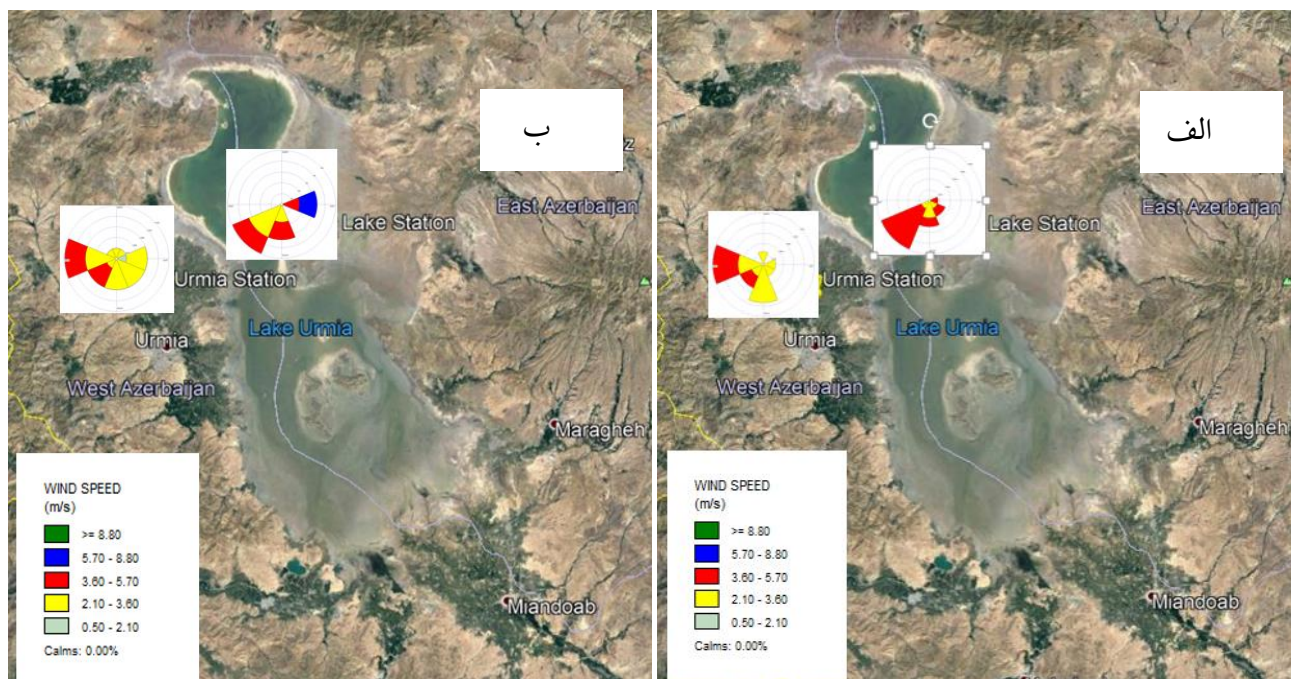 ب
z
Lake Station
East Azerbaijan
Urmia Station
Lake Urmia
Urmia
West Azerbaijan
Maragheh
WIND SPEED
(m/s)
>= 8.80
5.70 - 8.80
3.60 - 5.70
2.10 - 3.60
0.50 - 2.10
Calms: 0.00%
Miandoab
الف
Lake Station
East Azerbaijan
Urmia Station
Lake Urmia
Urmia
West Azerbaijan
Maragheh
WIND SPEED
(m/s)
>= 8.80
5.70 - 8.80
3.60 - 5.70
2.10 - 3.60
0.50 - 2.10
Calms: 0.00%
Miandoab